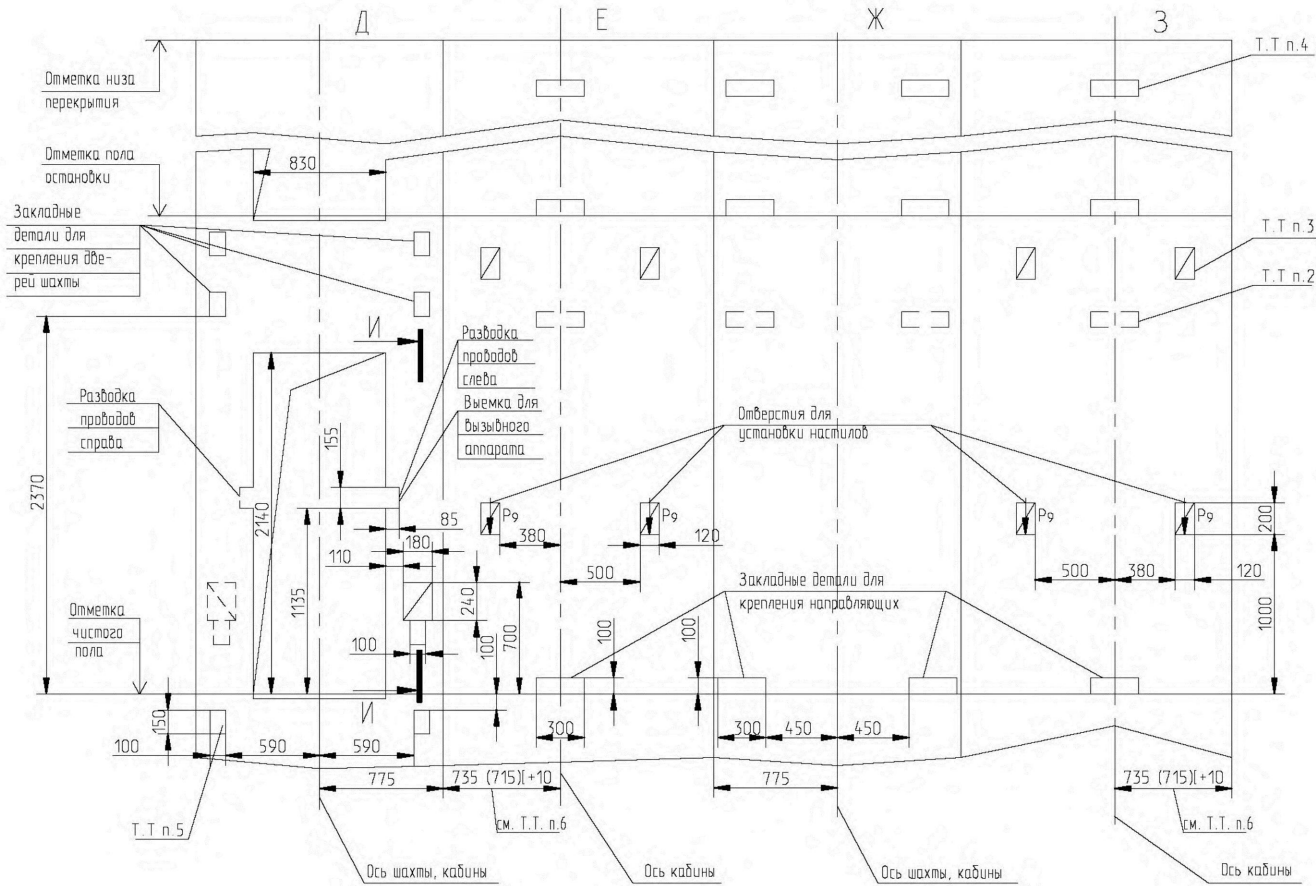 Д
Е
Ж
З
Т.Т п.4
Отметка низа
перекрытия
Отметка пола
остановки
830
Закладные
детали для
крепления две-
рей шахты
Т.Т п.3
Т.Т п.2
И
Разводка
проводов
слева
Выемка для
вызывного
аппарата
Разводка
проводов
справа
Отверстия для
установки настилов
155
2370
2140
1135
85
180
110
240
700
100
100
Р9
Р9
Р9
Р9
380
120
500
500
380
120
200
1000
Закладные детали для
крепления направляющих
100
100
Отметка
чистого
пола
И
150
100
590
590
300
300
450
450
775
735 (715)[+10
775
735 (715)[+10
см. Т.Т. п.6
см. Т.Т. п.6
Т.Т п.5
Ось шахты, кабины
Ось кабины
Ось шахты, кабины
Ось кабины